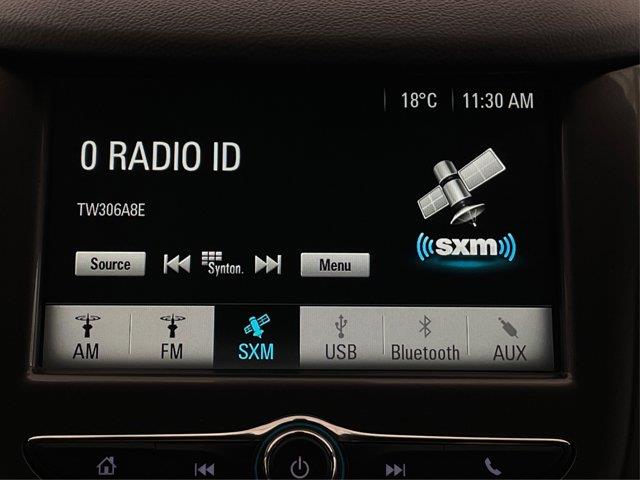 18°C 11:30 AM
0 RADIO ID
TW306A8E
sxm
Source Synton. Menu
AM FM SXM USB Bluetooth AUX